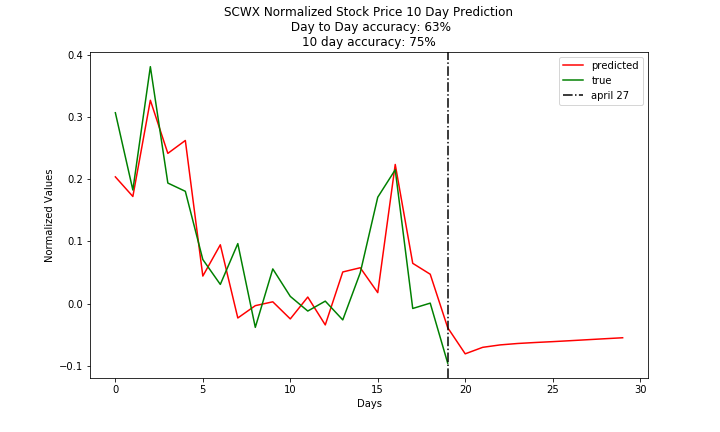 SCWX Normalized Stock Price 10 Day Prediction
Day to Day accuracy: 63%
10 day accuracy: 75%
predicted
true
april 27
Normalized Values
0.4
0.3
0.2
0.1
0.0
−0.1
0
5
10
15
20
25
30
Days